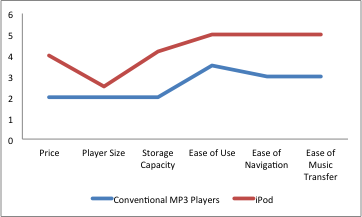 6
5
4
3
2
1
0
Price
Player Size
Storage Capacity
Ease of Use
Ease of Navigation
Ease of Music Transfer
Conventional MP3 Players
iPod